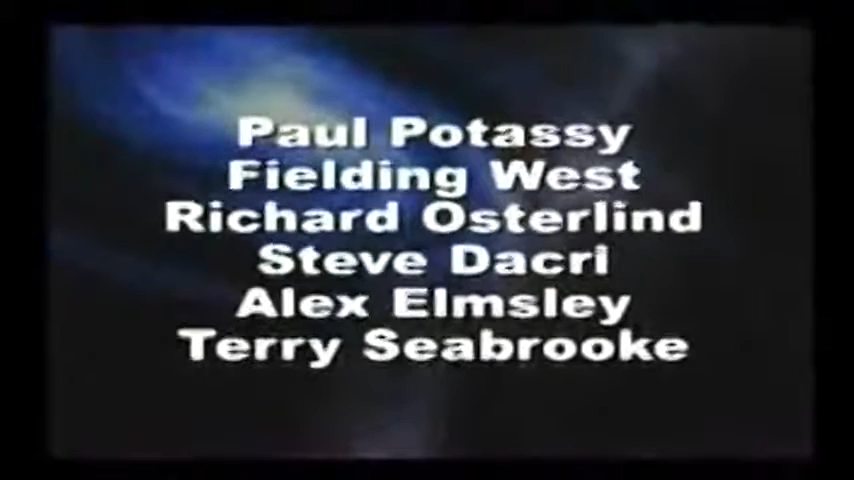 Paul Potassy
Fielding West
Richard Osterlind
Steve Dacri
Alex Elmsley
Terry Seabrooke